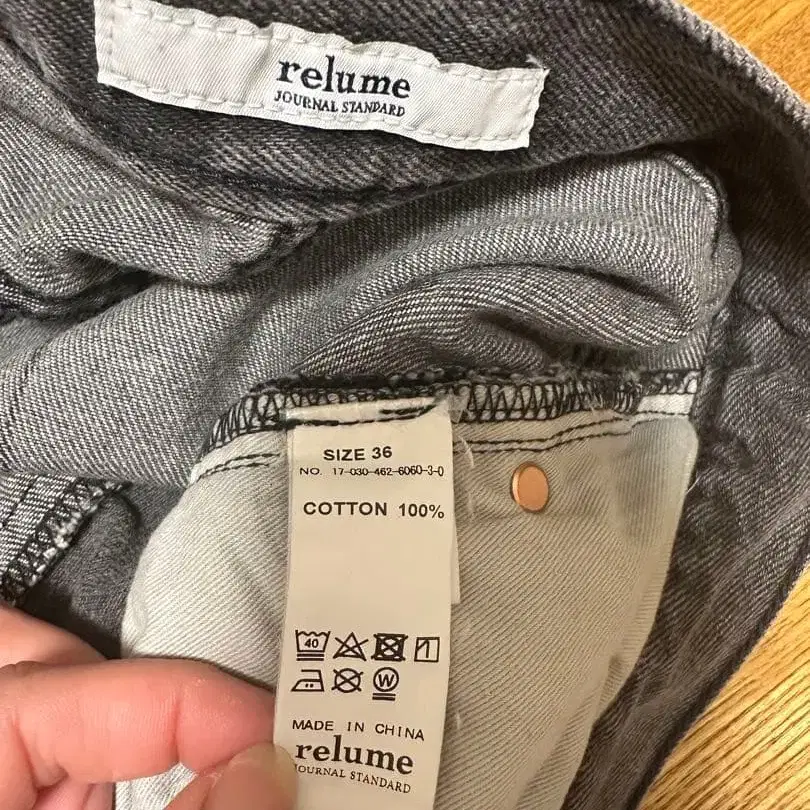 relume
JOURNAL STANDARD
SIZE 36
NO. 17-030-462-6060-3-0
COTTON 100%
40
W
MADE IN CHINA
relume
JOURNAL STANDARD